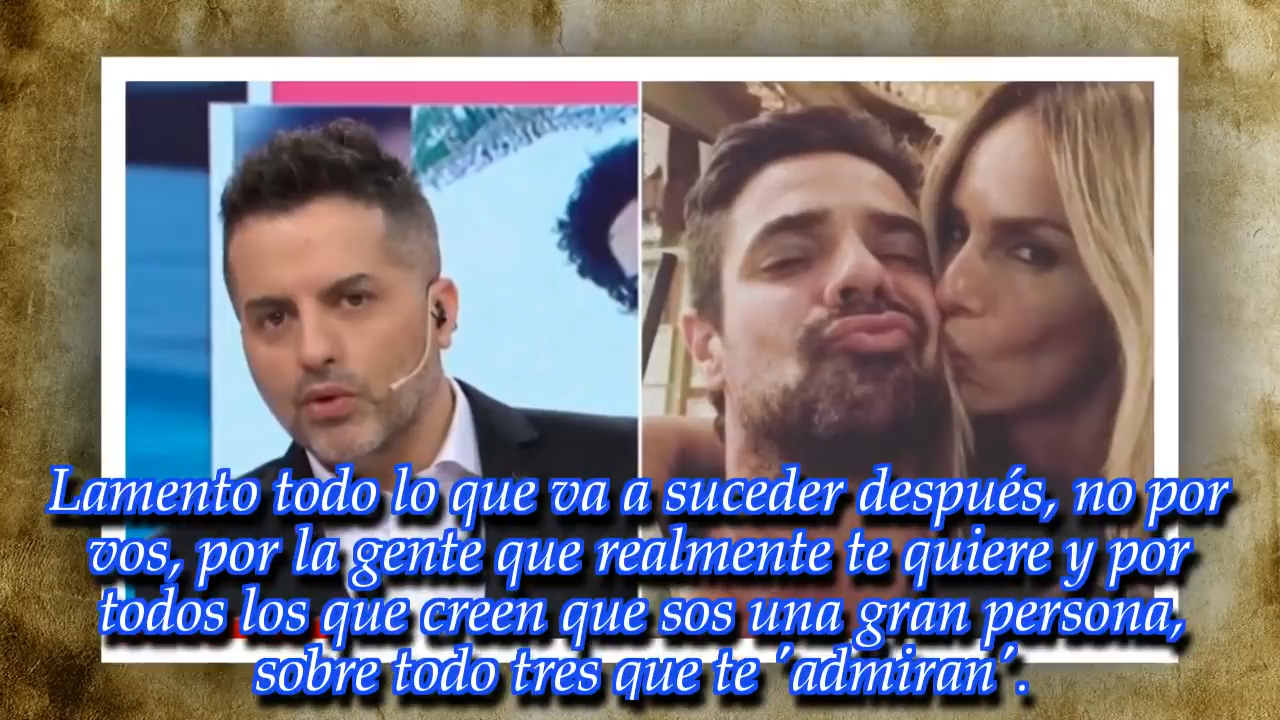 Lamento todo lo que va a suceder después, no por
vos, por la gente que realmente te quiere y por
todos los que creen que sos una gran persona,
sobre todo tres que te ´admiran´.